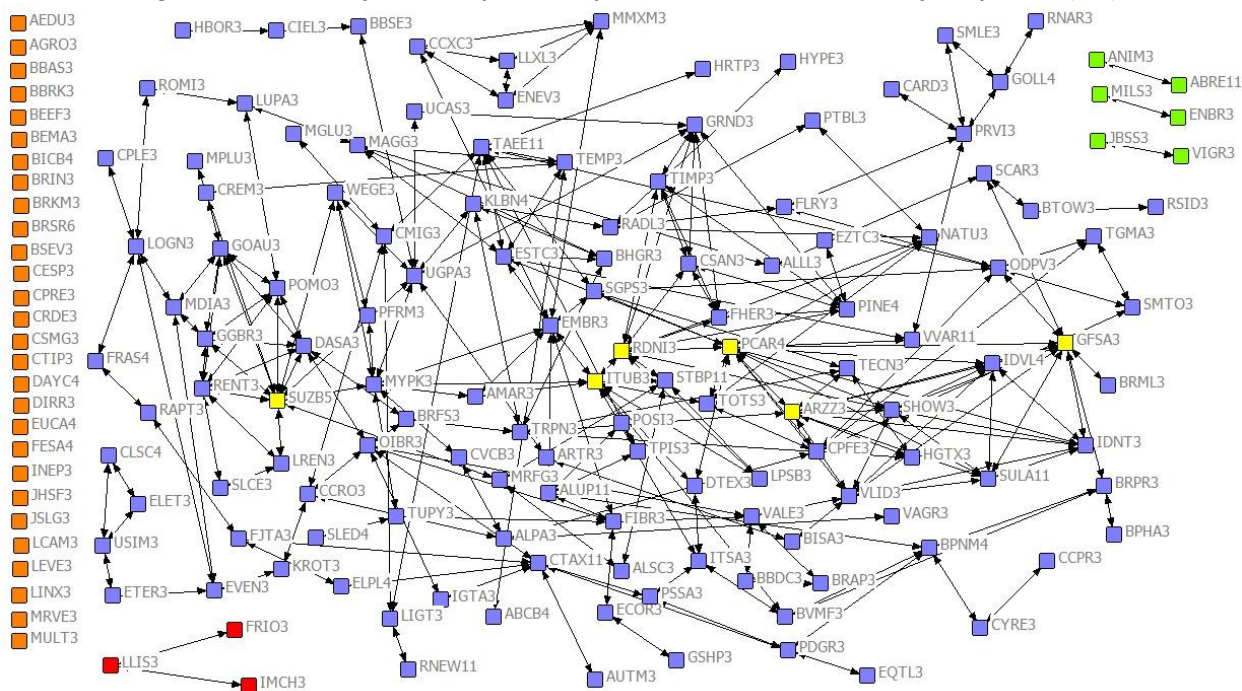 AEDU3
AGRO3
BBAS3
BBRK3
BEEF3
BEMA3
BICB4
BRIN3
BRKM3
BRSR6
BSEV3
CESP3
CPRE3
CRDE3
CSMG3
CTIP3
DAYC4
DIRR3
EUCA4
FESA4
INEP3
JHSF3
JSLG3
LCAM3
LEVE3
LINX3
MRVE3
MULT3
HBOR3
CIEL3
BBSE3
MMXM3
CCXC3
LLXL3
ENEV3
HRTP3
HYPE3
SMLE3
RNAR3
GOLL4
ANIM3
ABRE11
MILS3
ENBR3
JBSS3
VIGR3
ROMI3
LUPA3
UCAS3
CARD3
PRVI3
MGLU3
MAGG3
TAEE11
GRND3
PTBL3
CPLE3
MPLU3
TEMP3
TIMP3
SCAR3
CREM3
WEGE3
KLBN4
FLRY3
BTOW3
RSID3
RADL3
LOGN3
GOAU3
CMIG3
ESTC3
BHGR3
CSAN3
ALLL3
EZTC3
NATU3
TGMA3
UGPA3
ODPV3
POMO3
SGPS3
MDIA3
PFRM3
EMBR3
FHER3
PINE4
SMTO3
GGBR3
DASA3
RDNI3
PCAR4
VVAR11
GFSA3
FRAS4
RENT3
SUZB5
MYPK3
AMAR3
ITUB3
STBP11
TECN3
IDVL4
BRML3
RAPT3
BRFS3
TRPN3
POSI3
TOTS3
ARZZ3
SHOW3
CLSC4
OIBR3
CVCB3
ARTR3
TPIS3
CPFE3
HGTX3
IDNT3
LREN3
SLCE3
CCRO3
MRFG3
ALUP11
DTEX3
LPSB3
VLID3
SULA11
BRPR3
ELET3
TUPY3
FIBR3
VALE3
VAGR3
USIM3
FJTA3
SLED4
ALPA3
BISA3
BPHA3
KROT3
CTAX11
ALSC3
ITSA3
BPNM4
CCPR3
ETER3
EVEN3
ELPL4
IGTA3
ABCB4
PSSA3
BBDC3
BRAP3
LIGT3
ECOR3
BVMF3
CYRE3
FRIO3
LLIS3
IMCH3
RNEW11
AUTM3
GSHP3
PDGR3
EQTL3